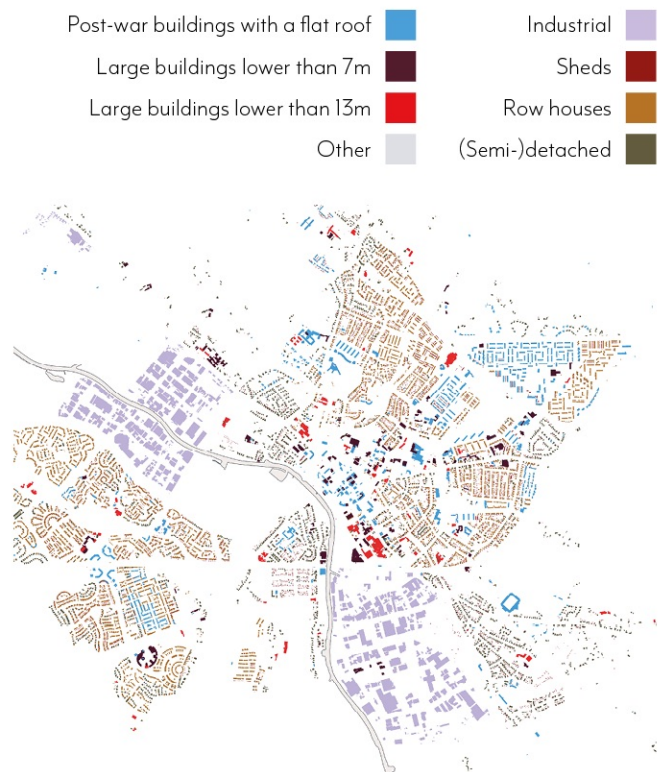 Post-war buildings with a flat roof
Large buildings lower than 7m
Large buildings lower than 13m
Other
Industrial
Sheds
Row houses
(Semi-)detached